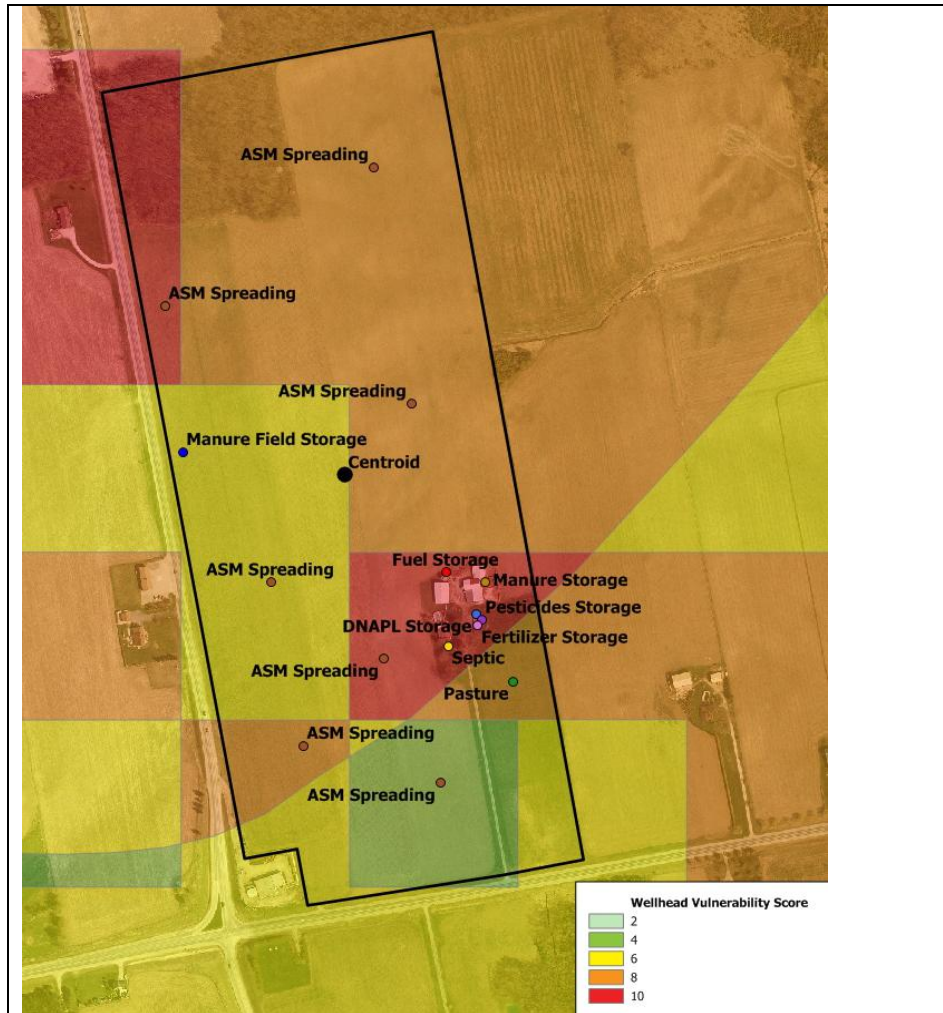 ASM Spreading
ASM Spreading
ASM Spreading
Manure Field Storage
Centroid
Fuel Storage
ASM Spreading
Manure Storage
Pesticides Storage
DNAPL Storage
Fertilizer Storage
Septic
ASM Spreading
Pasture
ASM Spreading
ASM Spreading
Wellhead Vulnerability Score
2
4
6
8
10